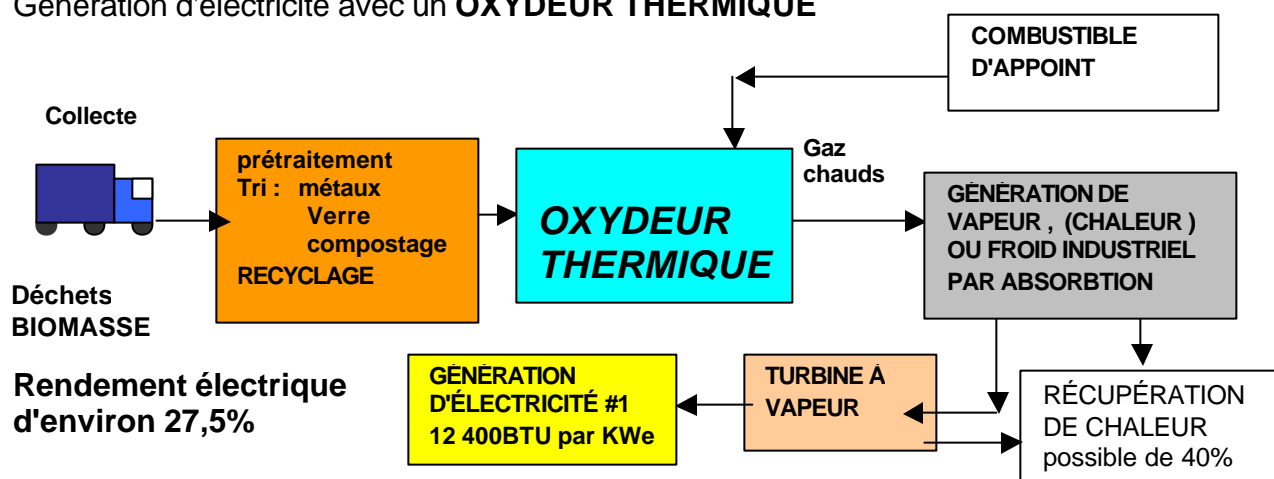 Génération d'électricité avec un OXYDEUR THERMIQUE
COMBUSTIBLE
D'APPOINT
Collecte
prétraitement
Tri : métaux
Verre
compostage
RECYCLAGE
OXYDEUR
THERMIQUE
Gaz
chauds
GÉNÉRATION DE
VAPEUR , (CHALEUR )
OU FROID INDUSTRIEL
PAR ABSORBTION
Déchets
BIOMASSE
Rendement électrique
d'environ 27,5%
GÉNÉRATION
D'ÉLECTRICITÉ #1
12 400BTU par KWe
TURBINE À
VAPEUR
RÉCUPÉRATION
DE CHALEUR
possible de 40%